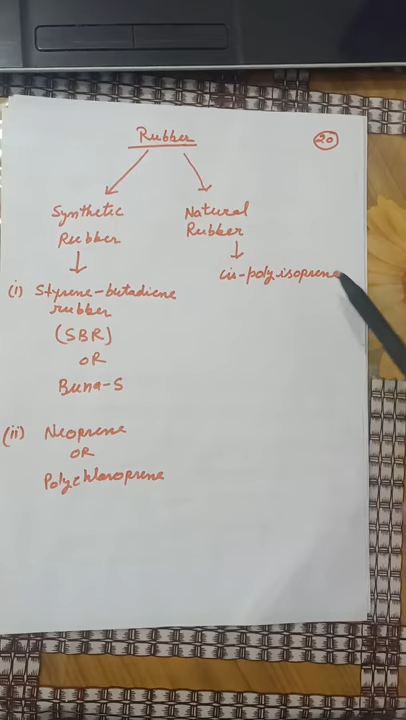 Rubber
20
Synthetic
Rubber
Natural
Rubber
cis-polyisoprene
(i) Styrene-butadiene
rubber
(SBR)
OR
Buna-S
(ii) Neoprene
OR
Polychloroprene